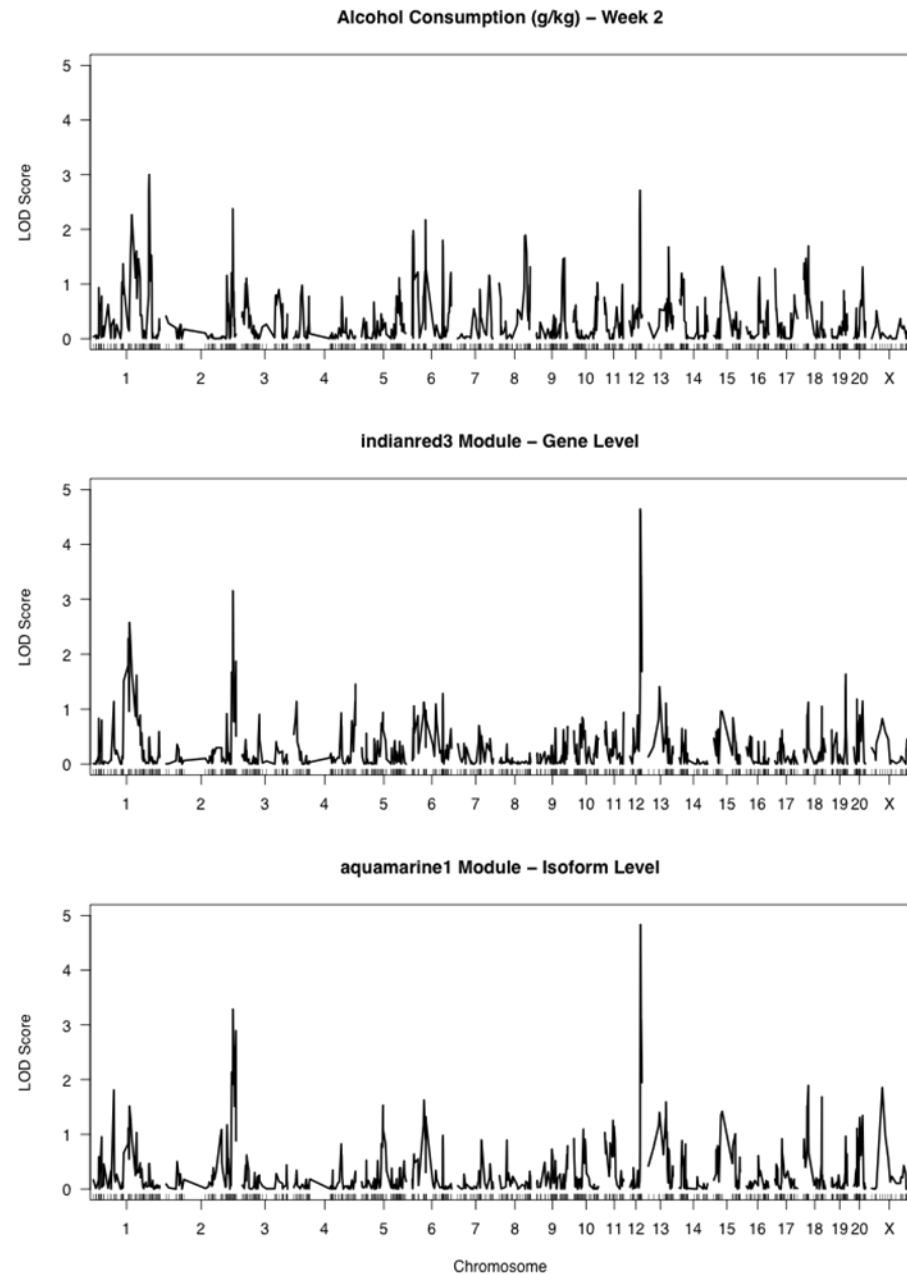 Alcohol Consumption (g/kg) – Week 2
5
4
3
2
1
0
LOD Score
1 2 3 4 5 6 7 8 9 10 11 12 13 14 15 16 17 18 19 20 X
indianred3 Module – Gene Level
5
4
3
2
1
0
LOD Score
1 2 3 4 5 6 7 8 9 10 11 12 13 14 15 16 17 18 19 20 X
aquamarine1 Module – Isoform Level
5
4
3
2
1
0
LOD Score
1 2 3 4 5 6 7 8 9 10 11 12 13 14 15 16 17 18 19 20 X
Chromosome